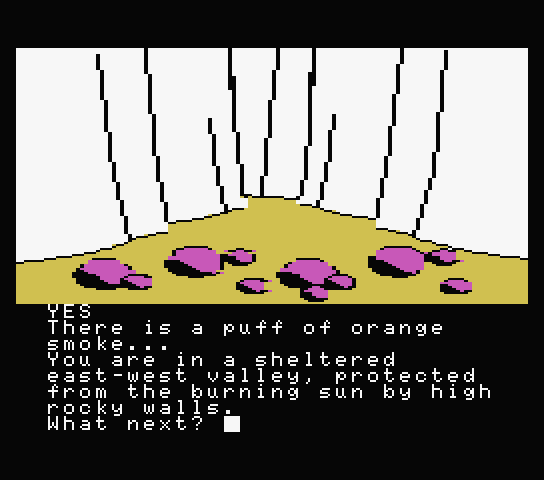 YES
There is a puff of orange
smoke...
You are in a sheltered
east-west valley, protected
from the burning sun by high
rocky walls.
What next?